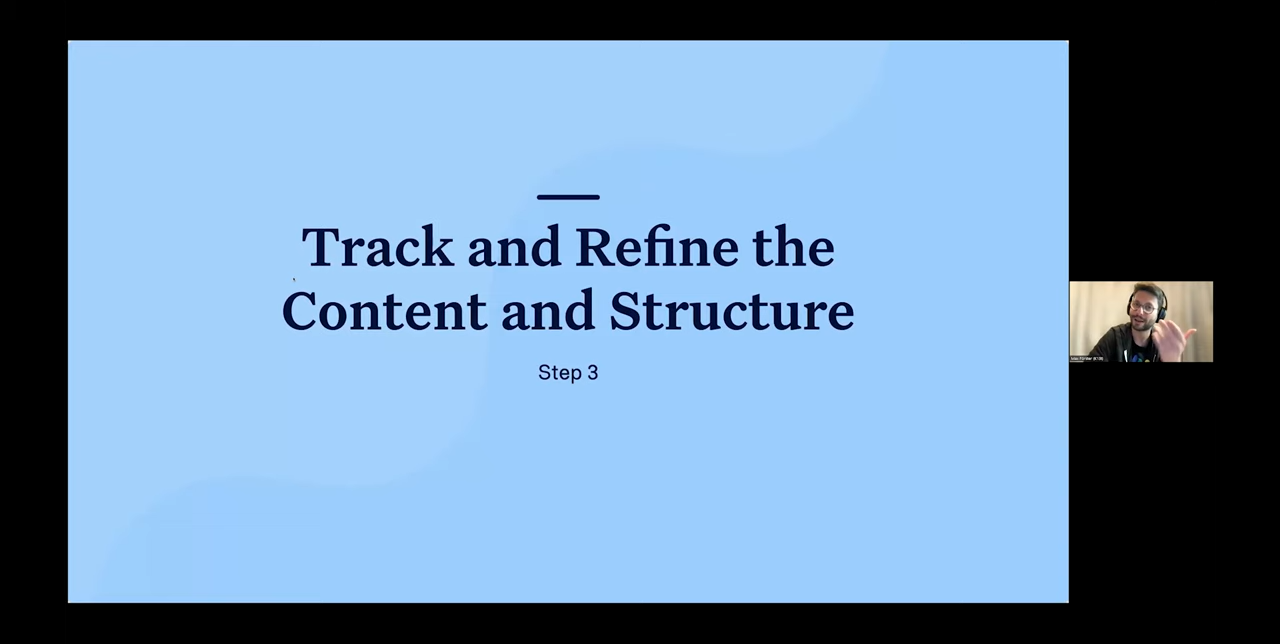 Track and Refine the
Content and Structure
Step 3